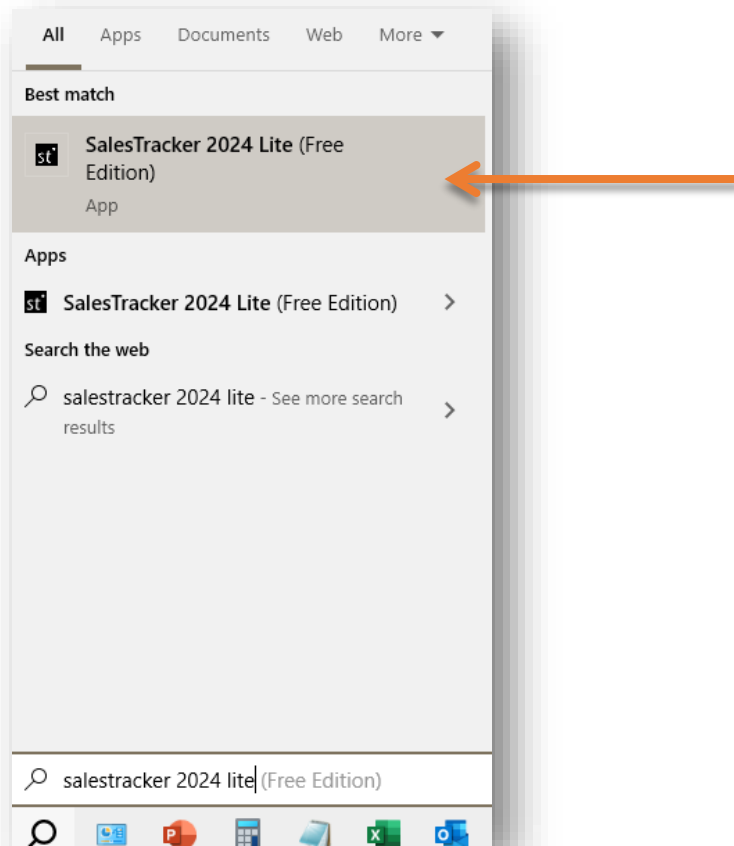 All Apps Documents Web More
Best match
st SalesTracker 2024 Lite (Free
Edition)
App
Apps
st SalesTracker 2024 Lite (Free Edition)
Search the web
salestracker 2024 lite - See more search
results
salestracker 2024 lite (Free Edition)
P X O